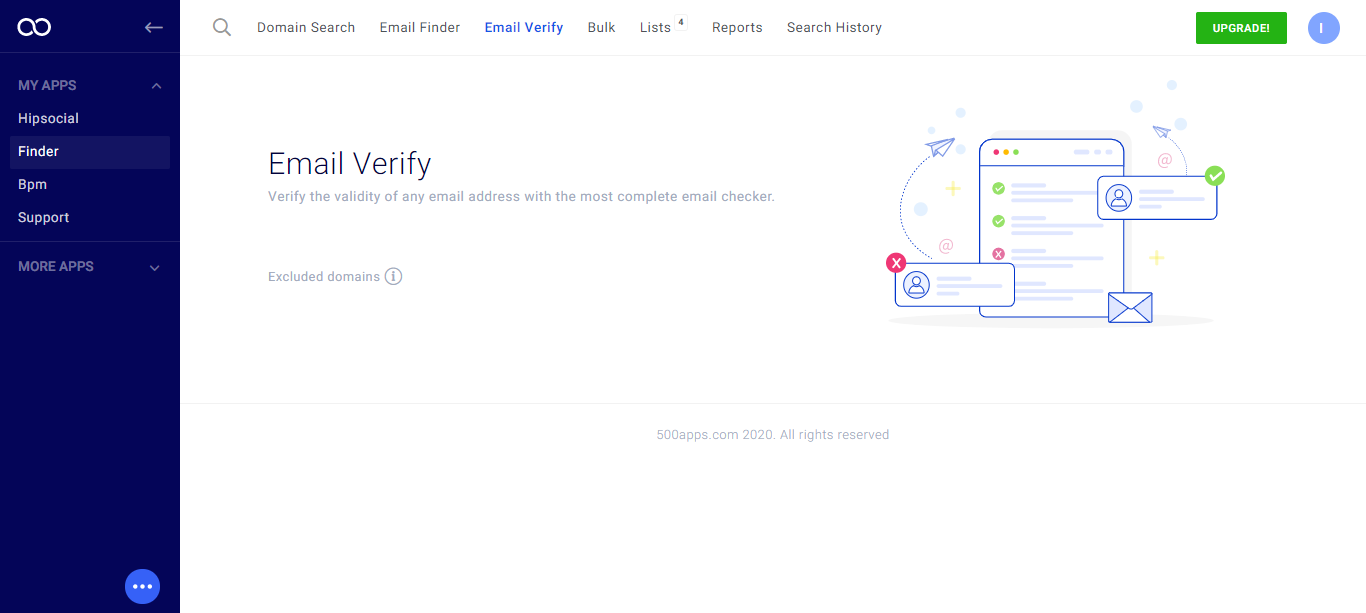 Domain Search Email Finder Email Verify Bulk Lists 4 Reports Search History UPGRADE! I
MY APPS
Hipsocial
Finder
Bpm
Support
MORE APPS
Email Verify
Verify the validity of any email address with the most complete email checker.
Excluded domains i
@
@
X
X
500apps.com 2020. All rights reserved